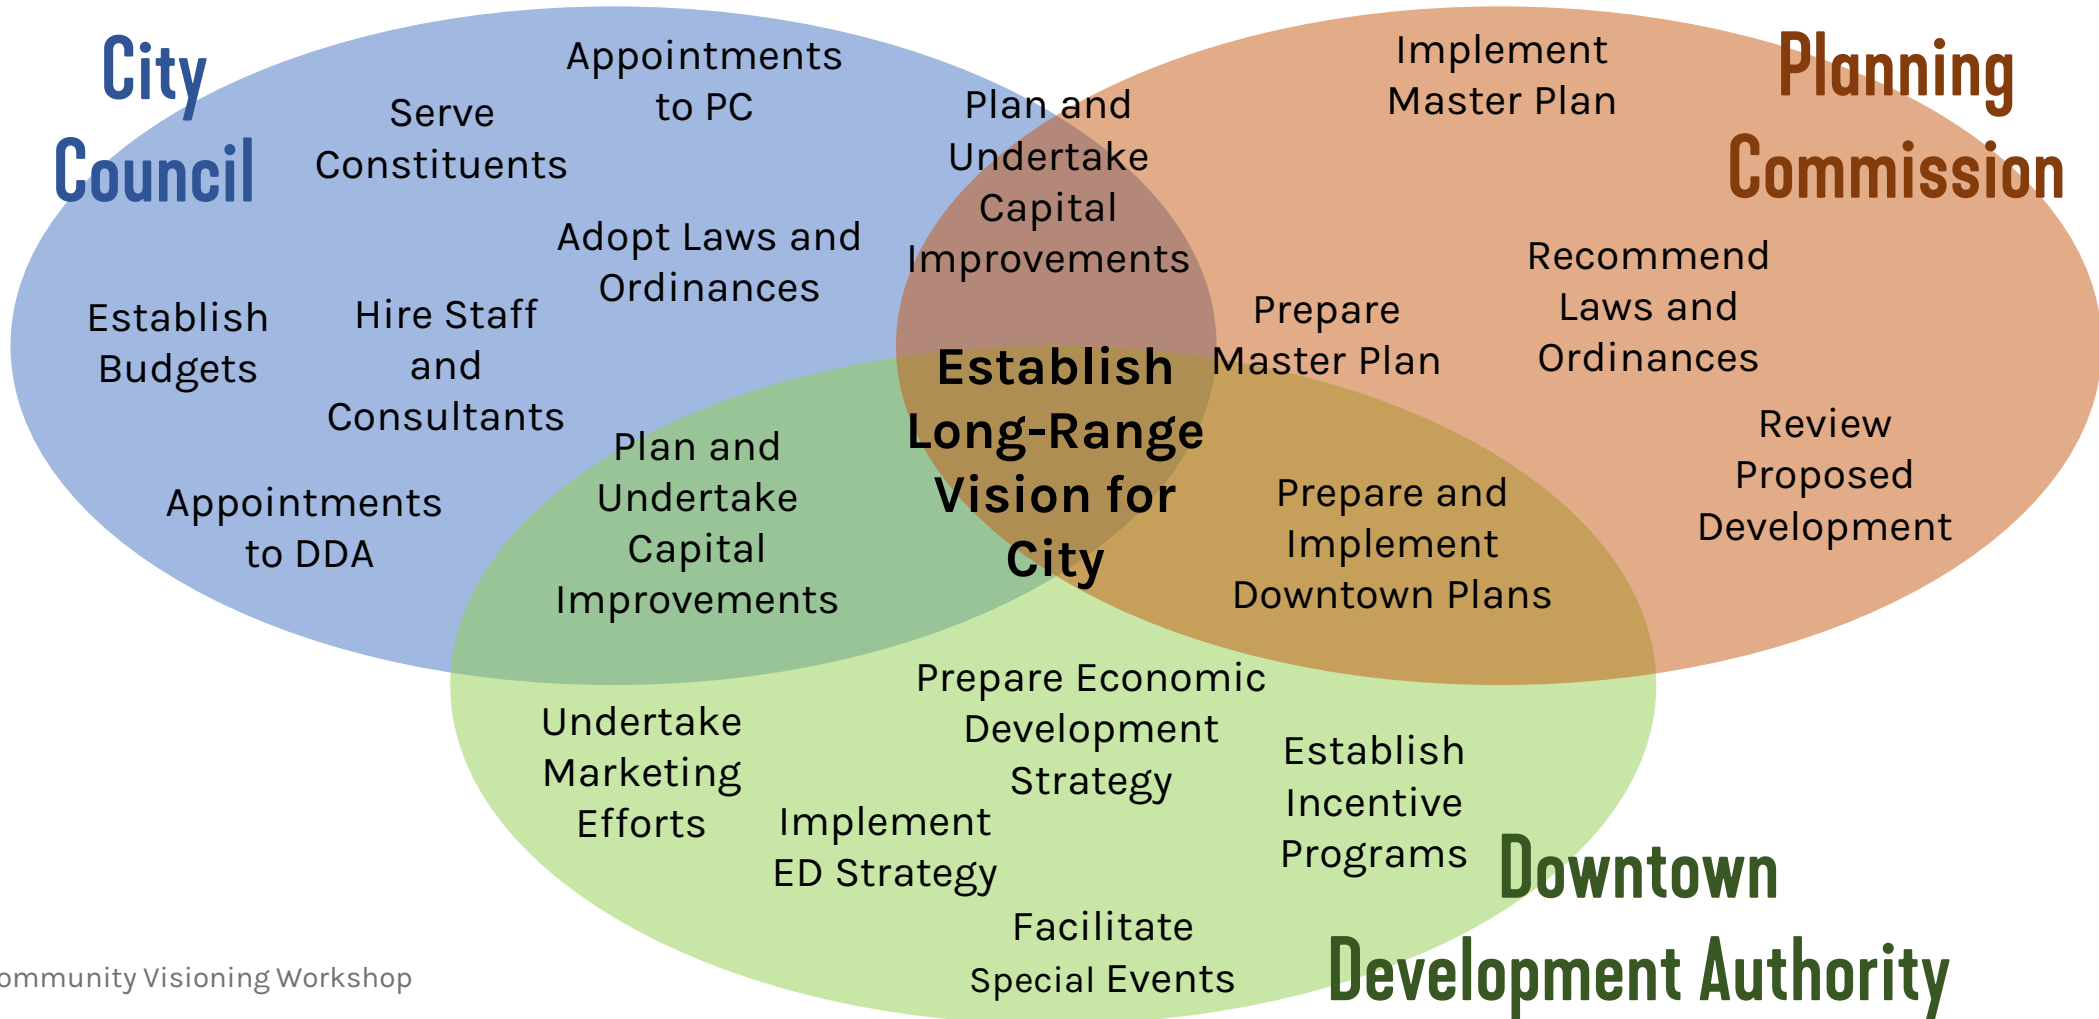 City
Council
Appointments
to PC
Serve
Constituents
Adopt Laws and
Ordinances
Establish
Budgets
Hire Staff
and
Consultants
Appointments
to DDA
Plan and
Undertake
Capital
Improvements
Implement
Master Plan
Planning
Commission
Recommend
Laws and
Ordinances
Prepare
Master Plan
Review
Proposed
Development
Establish
Long-Range
Vision for
City
Plan and
Undertake
Capital
Improvements
Prepare and
Implement
Downtown Plans
Undertake
Marketing
Efforts
Prepare Economic
Development
Strategy
Implement
ED Strategy
Establish
Incentive
Programs
Facilitate
Special Events
Downtown
Development Authority
ommunity Visioning Workshop